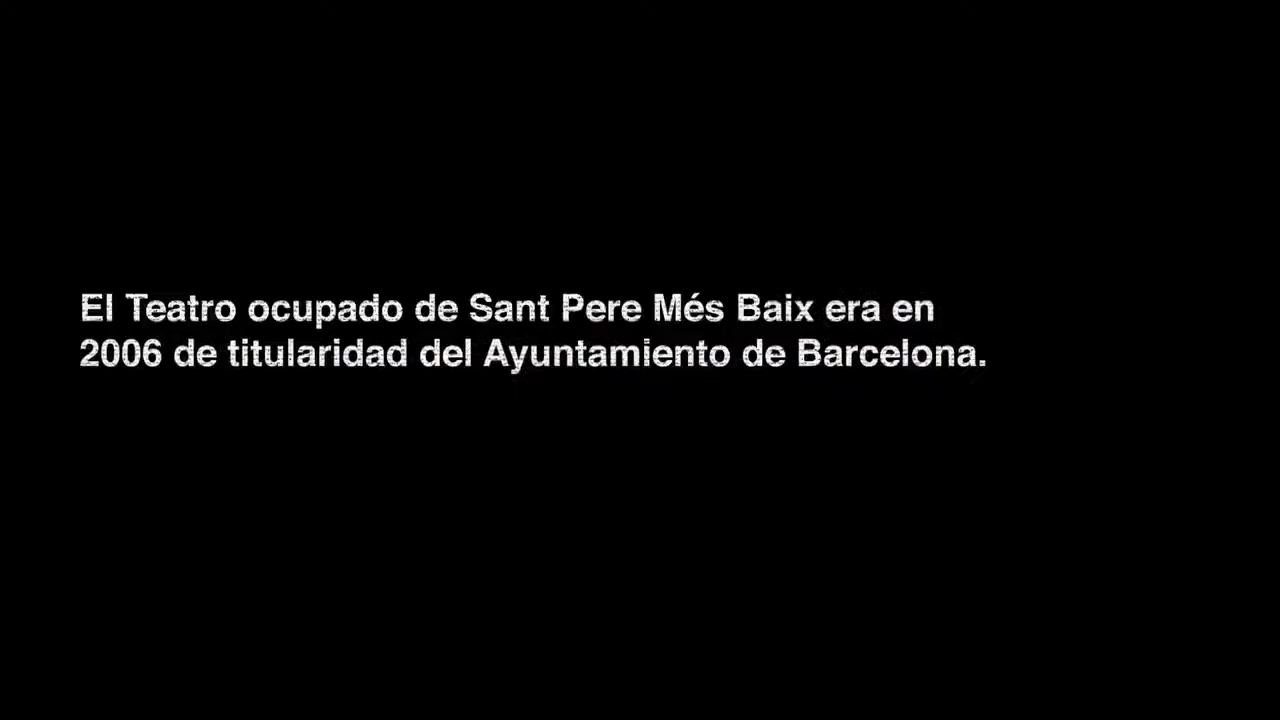 El Teatro ocupado de Sant Pere Més Baix era en
2006 de titularidad del Ayuntamiento de Barcelona.